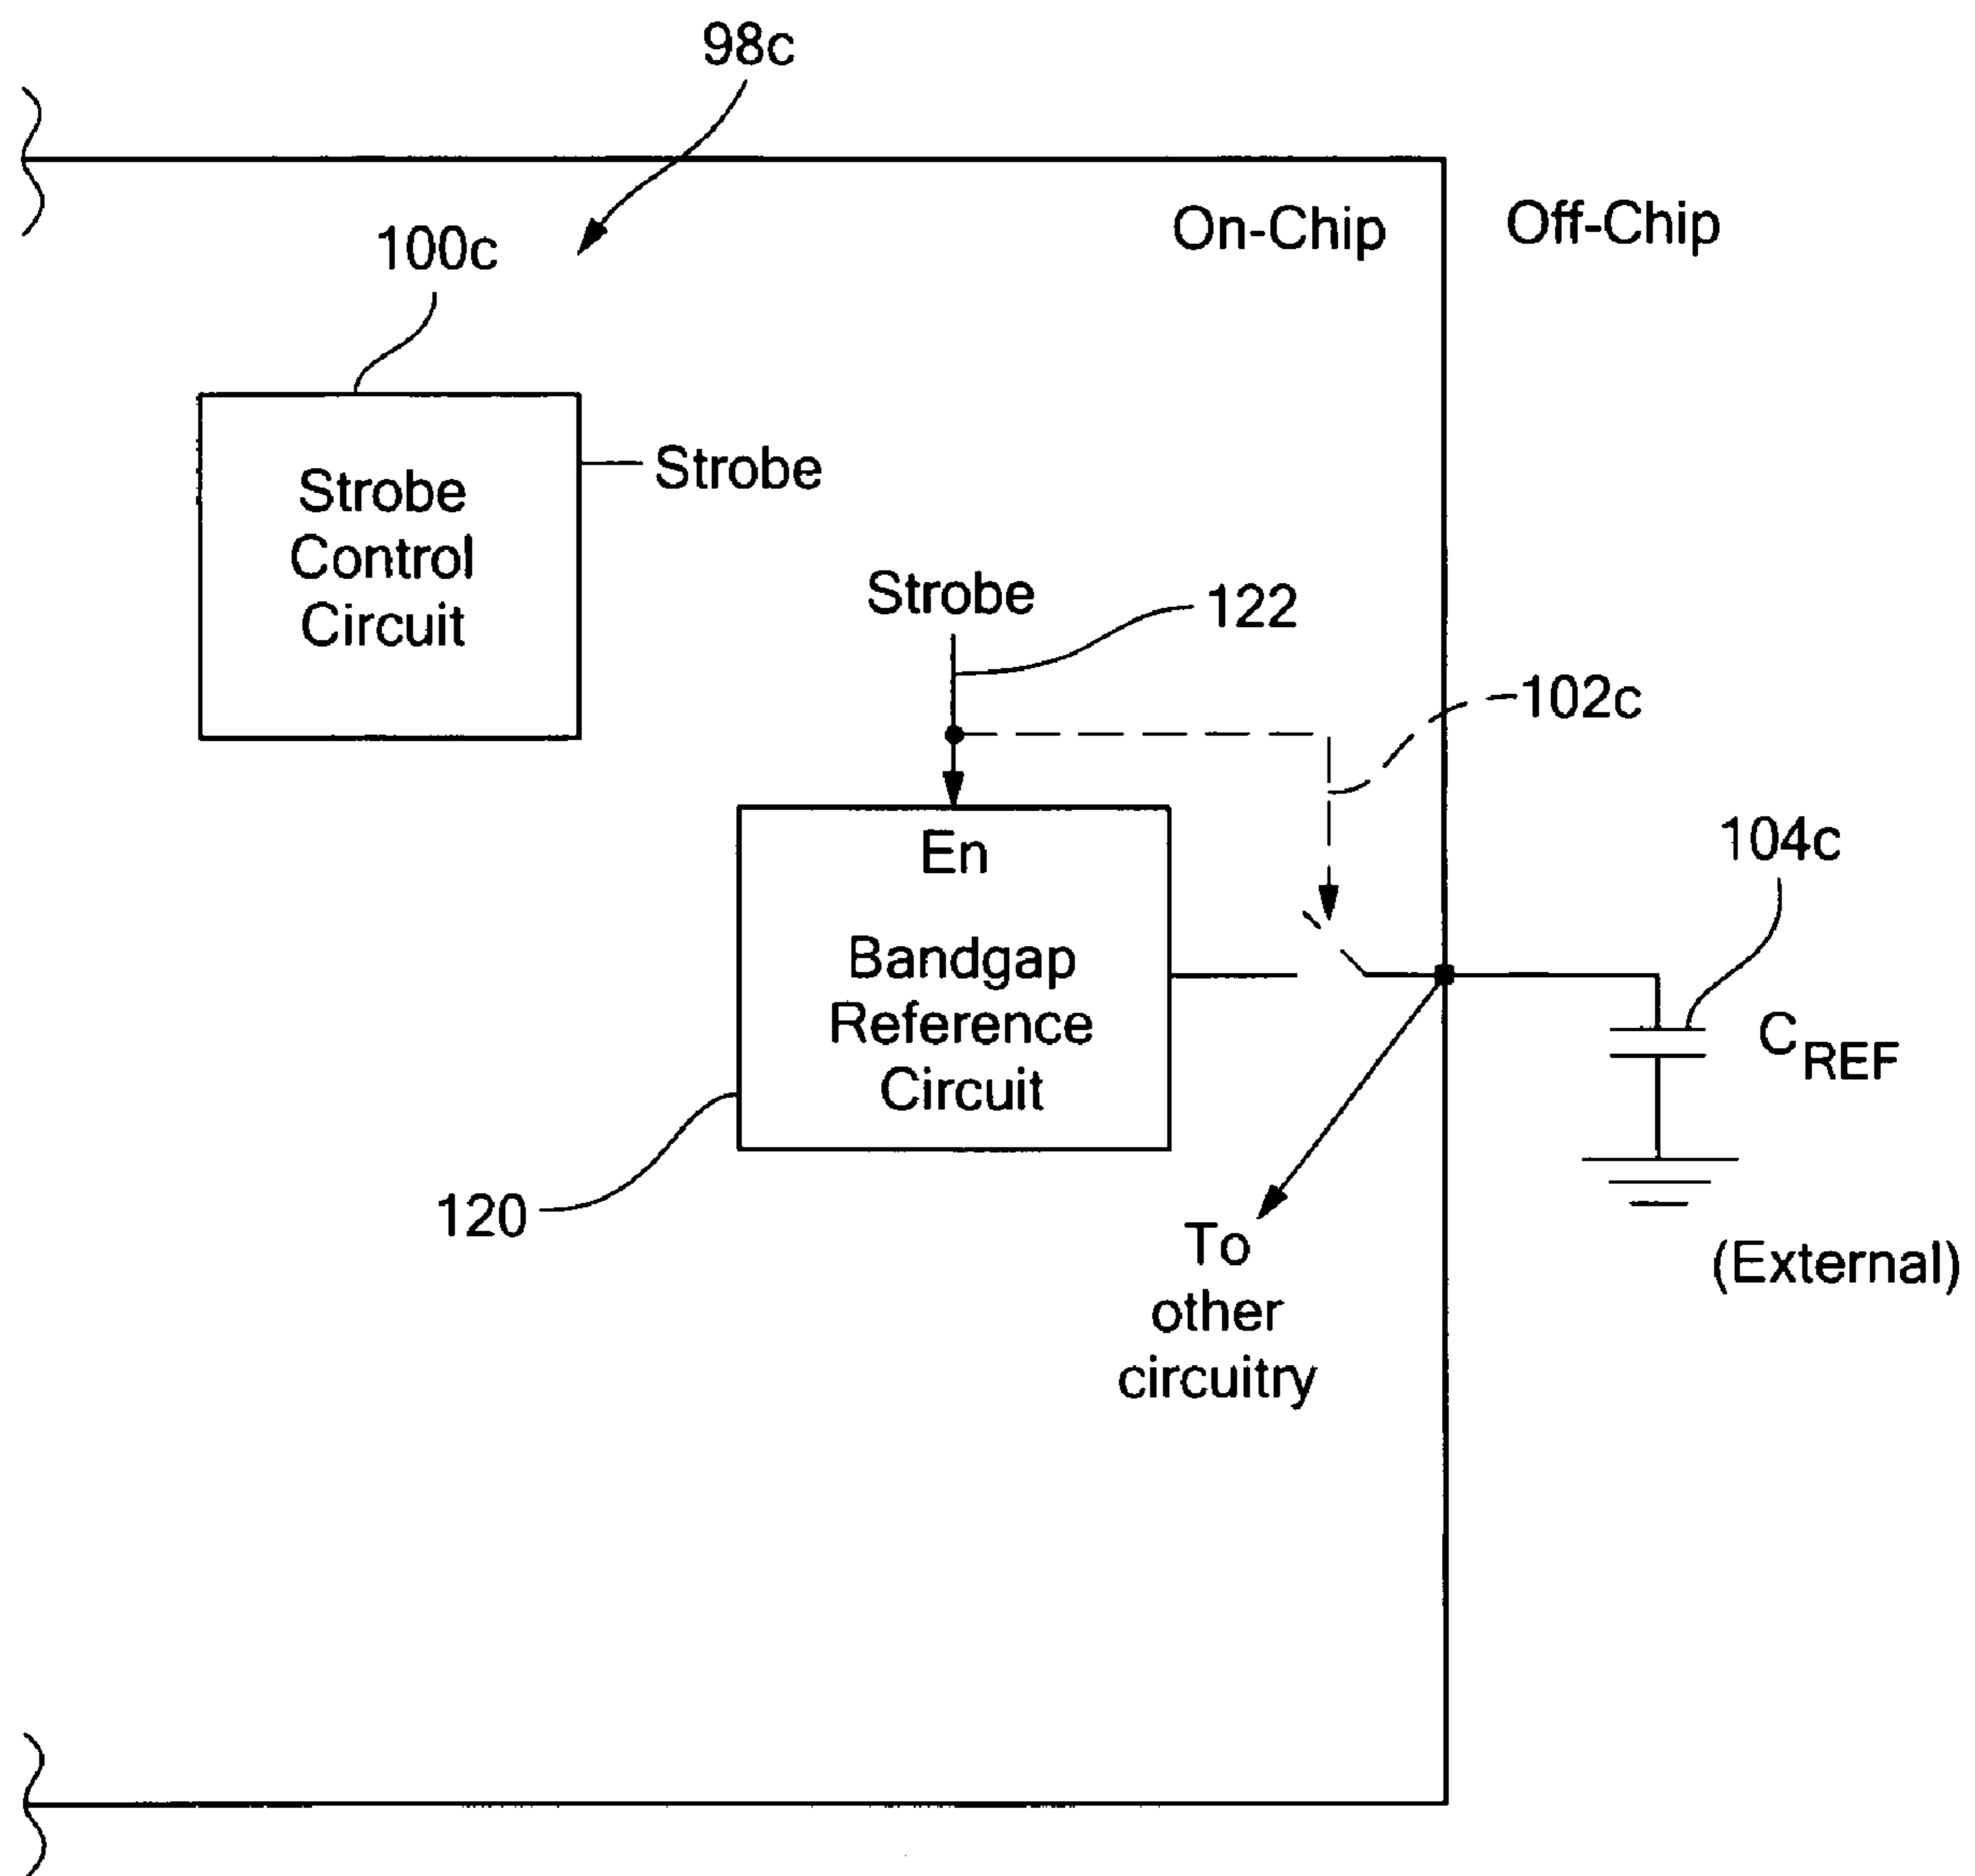 98c
On-Chip
Off-Chip
100c
Strobe
Control
Circuit
Strobe
Strobe
122
102c
En
Bandgap
Reference
Circuit
104c
CREF
120
To
other
circuitry
(External)